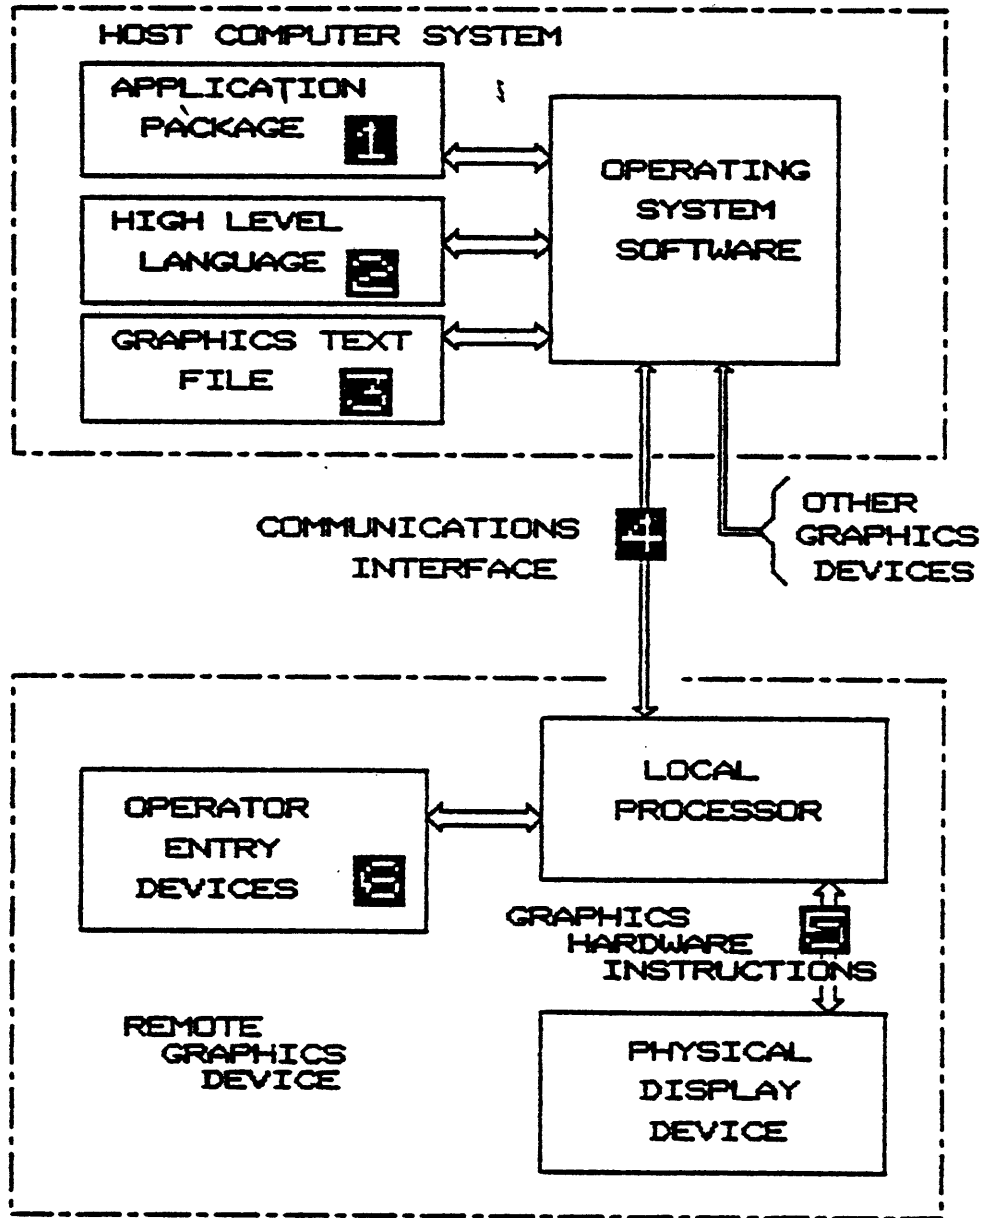 HOST COMPUTER SYSTEM
APPLICATION
PACKAGE 1
HIGH LEVEL
LANGUAGE 2
GRAPHICS TEXT
FILE 3
OPERATING
SYSTEM
SOFTWARE
COMMUNICATIONS
INTERFACE
4
OTHER
GRAPHICS
DEVICES
LOCAL
PROCESSOR
OPERATOR
ENTRY
DEVICES 6
GRAPHICS
HARDWARE
INSTRUCTIONS
5
REMOTE
GRAPHICS
DEVICE
PHYSICAL
DISPLAY
DEVICE